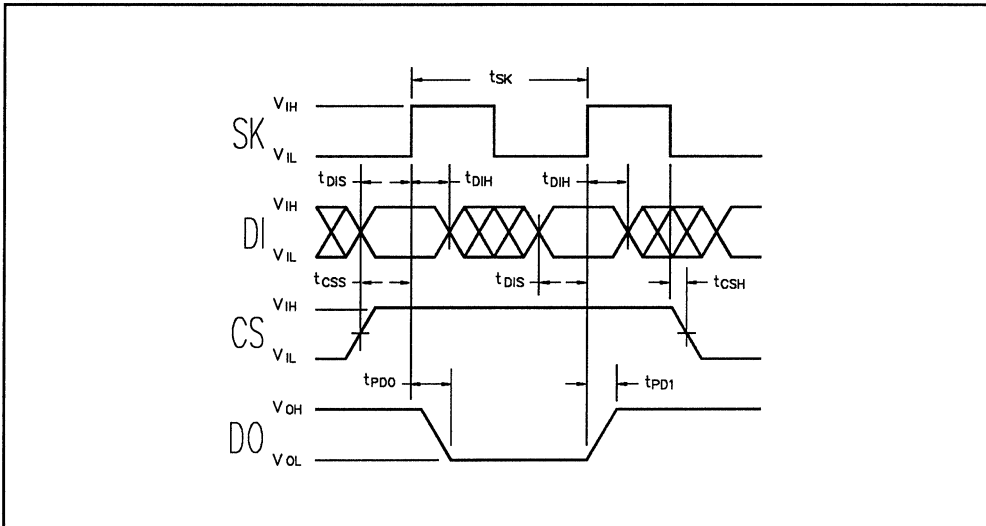 tSK
VIH
SK
VIL
tDIS tDIH tDIH
VIH
DI
VIL
tCSS tDIS tCSH
VIH
CS
VIL
tPD0 tPD1
VOH
DO
VOL